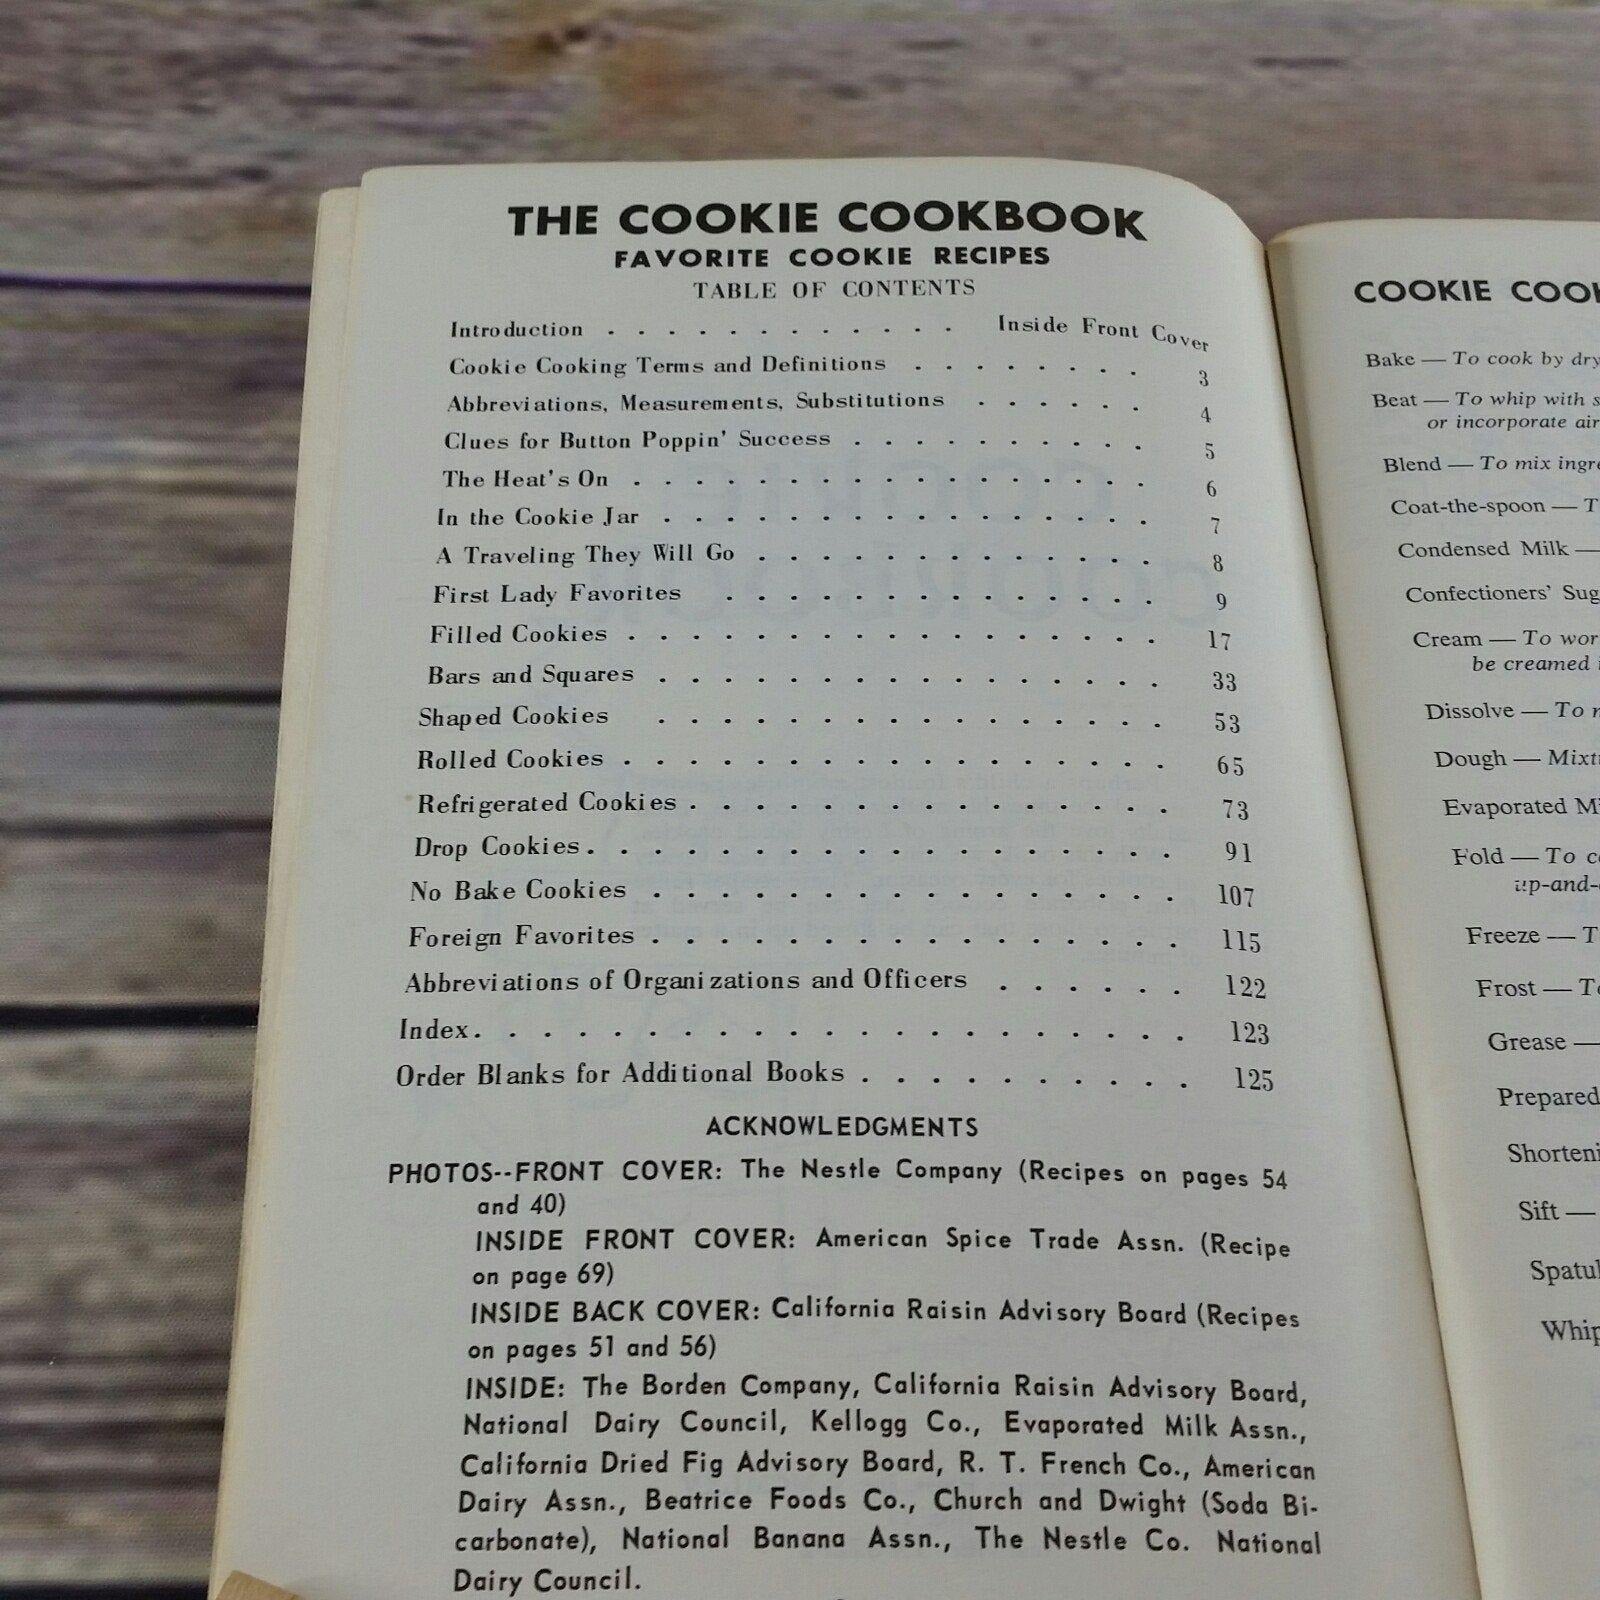 THE COOKIE COOKBOOK
FAVORITE COOKIE RECIPES
TABLE OF CONTENTS
Introduction . . . . . . . . . . . . Inside Front Cover
Cookie Cooking Terms and Definitions . . . . . . . . 3
Abbreviations, Measurements, Substitutions . . . . . . 4
Clues for Button Poppin' Success . . . . . . . . . . 5
The Heat's On . . . . . . . . . . . . . . . . 6
In the Cookie Jar . . . . . . . . . . . . . . . 7
A Traveling They Will Go . . . . . . . . . . . . 8
First Lady Favorites . . . . . . . . . . . . . 9
Filled Cookies . . . . . . . . . . . . . . . . 17
Bars and Squares . . . . . . . . . . . . . . . 33
Shaped Cookies . . . . . . . . . . . . . . . 53
Rolled Cookies . . . . . . . . . . . . . . . . 65
Refrigerated Cookies . . . . . . . . . . . . . . 73
Drop Cookies . . . . . . . . . . . . . . . . . . 91
No Bake Cookies . . . . . . . . . . . . . . . . 107
Foreign Favorites . . . . . . . . . . . . . . . . 115
Abbreviations of Organizations and Officers . . . . . . 122
Index . . . . . . . . . . . . . . . . . . . . . 123
Order Blanks for Additional Books . . . . . . . . . . 125
ACKNOWLEDGMENTS
PHOTOS--FRONT COVER: The Nestle Company (Recipes on pages 54
and 40)
INSIDE FRONT COVER: American Spice Trade Assn. (Recipe
on page 69)
INSIDE BACK COVER: California Raisin Advisory Board (Recipes
on pages 51 and 56)
INSIDE: The Borden Company, California Raisin Advisory Board,
National Dairy Council, Kellogg Co., Evaporated Milk Assn.,
California Dried Fig Advisory Board, R. T. French Co., American
Dairy Assn., Beatrice Foods Co., Church and Dwight (Soda Bi-
carbonate), National Banana Assn., The Nestle Co. National
Dairy Council.
COOKIE
Bake — To cook by dry
Beat — To whip with
or incorporate air
Blend — To mix
Coat-the-spoon —
Condensed Milk —
Confectioners'
Cream — To
be creamed
Dissolve — To
Dough —
Evaporated
Fold — To
up-and-
Freeze —
Frost —
Grease —
Prepared
Sift —